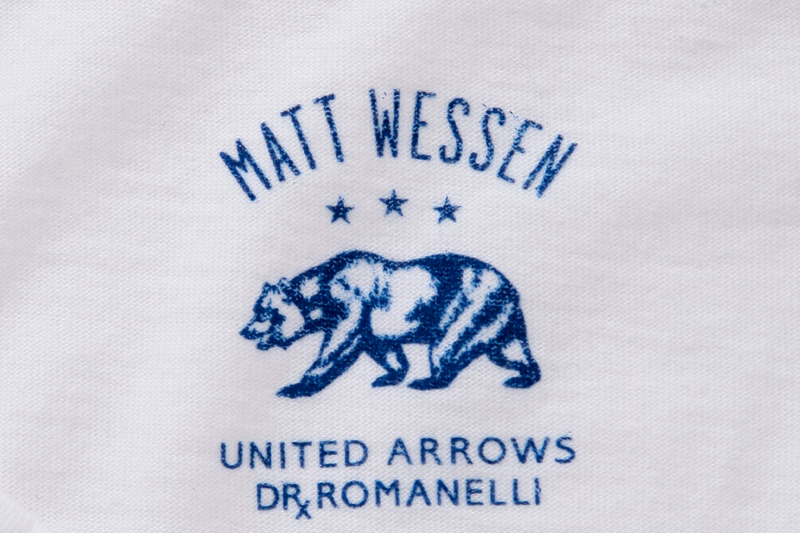 MATT WESSEN
UNITED ARROWS
DRxROMANELLI